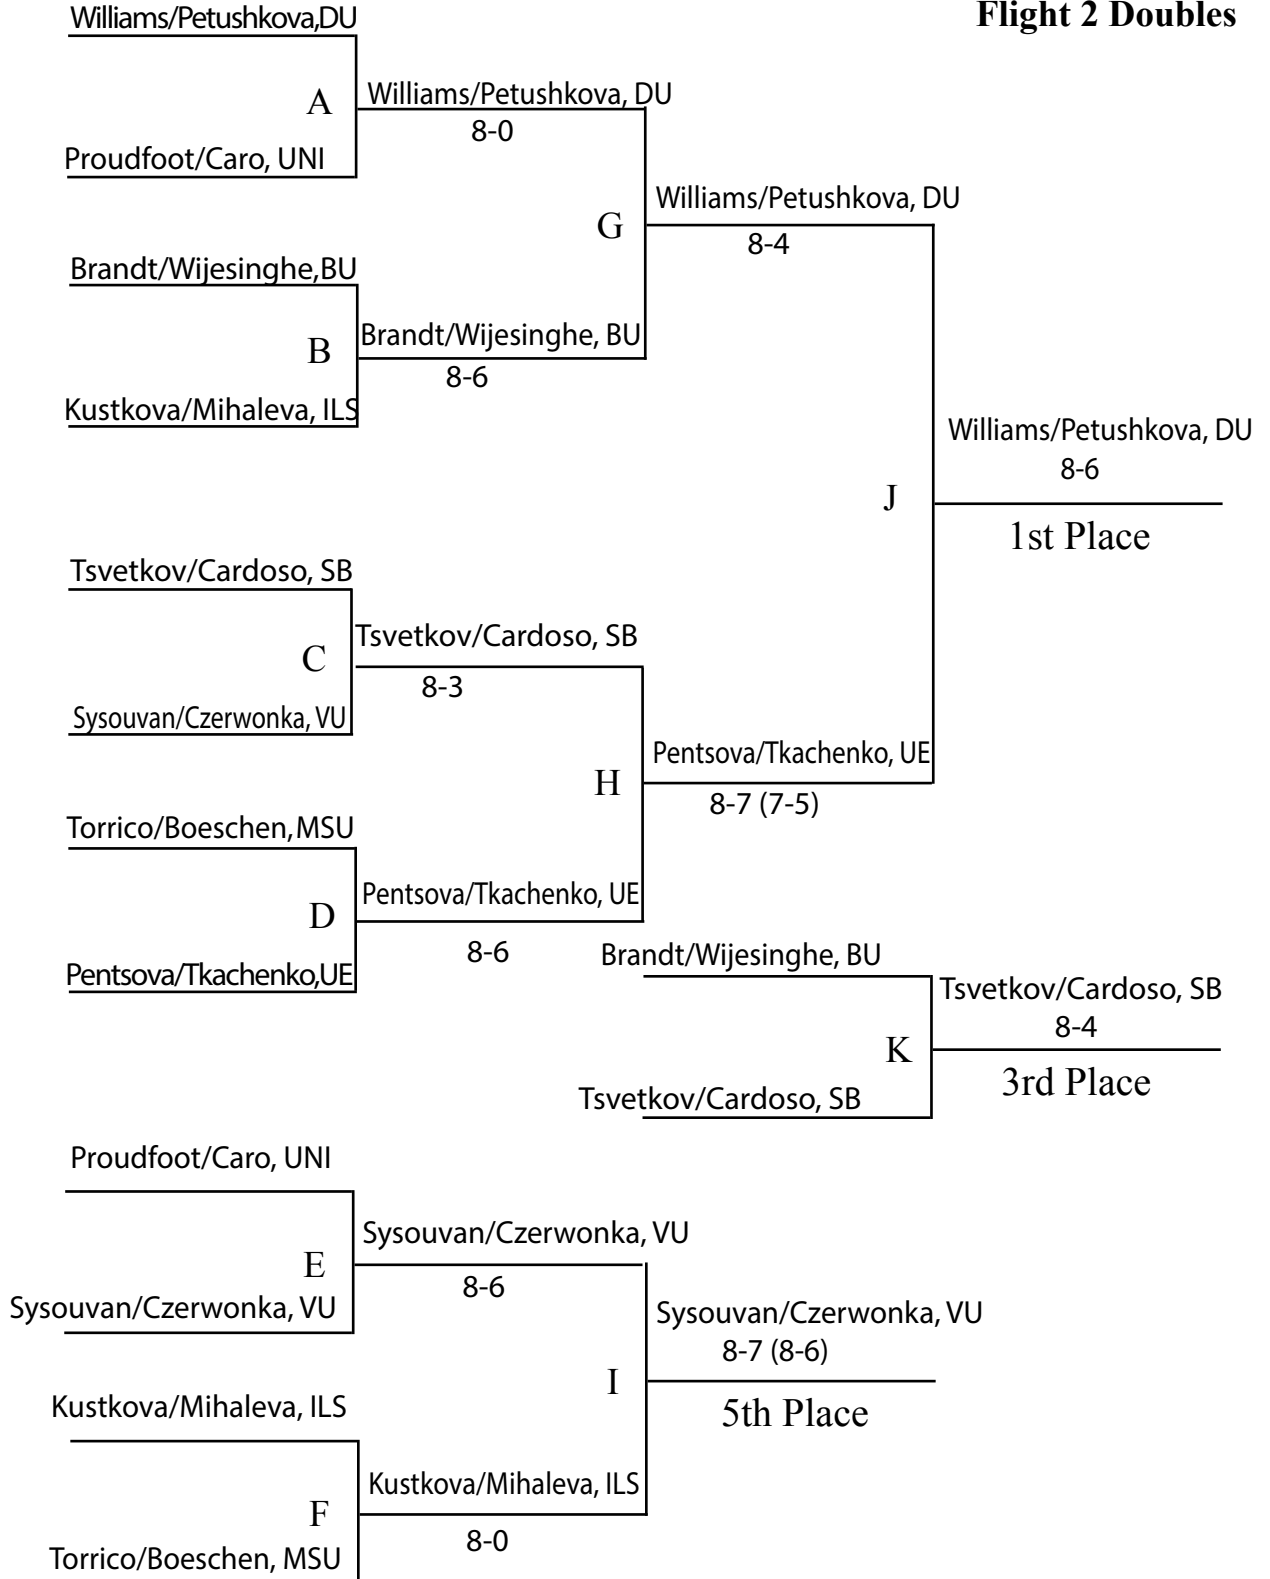 Flight 2 Doubles
Williams/Petushkova,DU
A
Williams/Petushkova, DU
8-0
Proudfoot/Caro, UNI
G
Williams/Petushkova, DU
8-4
Brandt/Wijesinghe,BU
B
Brandt/Wijesinghe, BU
8-6
Kustkova/Mihaleva, ILS
J
Williams/Petushkova, DU
8-6
1st Place
Tsvetkov/Cardoso, SB
C
Tsvetkov/Cardoso, SB
8-3
Sysouvan/Czerwonka, VU
H
Pentsova/Tkachenko, UE
8-7 (7-5)
Torrico/Boeschen, MSU
D
Pentsova/Tkachenko, UE
8-6
Pentsova/Tkachenko,UE
Brandt/Wijesinghe, BU
K
Tsvetkov/Cardoso, SB
8-4
3rd Place
Tsvetkov/Cardoso, SB
Proudfoot/Caro, UNI
E
Sysouvan/Czerwonka, VU
8-6
Sysouvan/Czerwonka, VU
I
Sysouvan/Czerwonka, VU
8-7 (8-6)
5th Place
Kustkova/Mihaleva, ILS
F
Kustkova/Mihaleva, ILS
8-0
Torrico/Boeschen, MSU